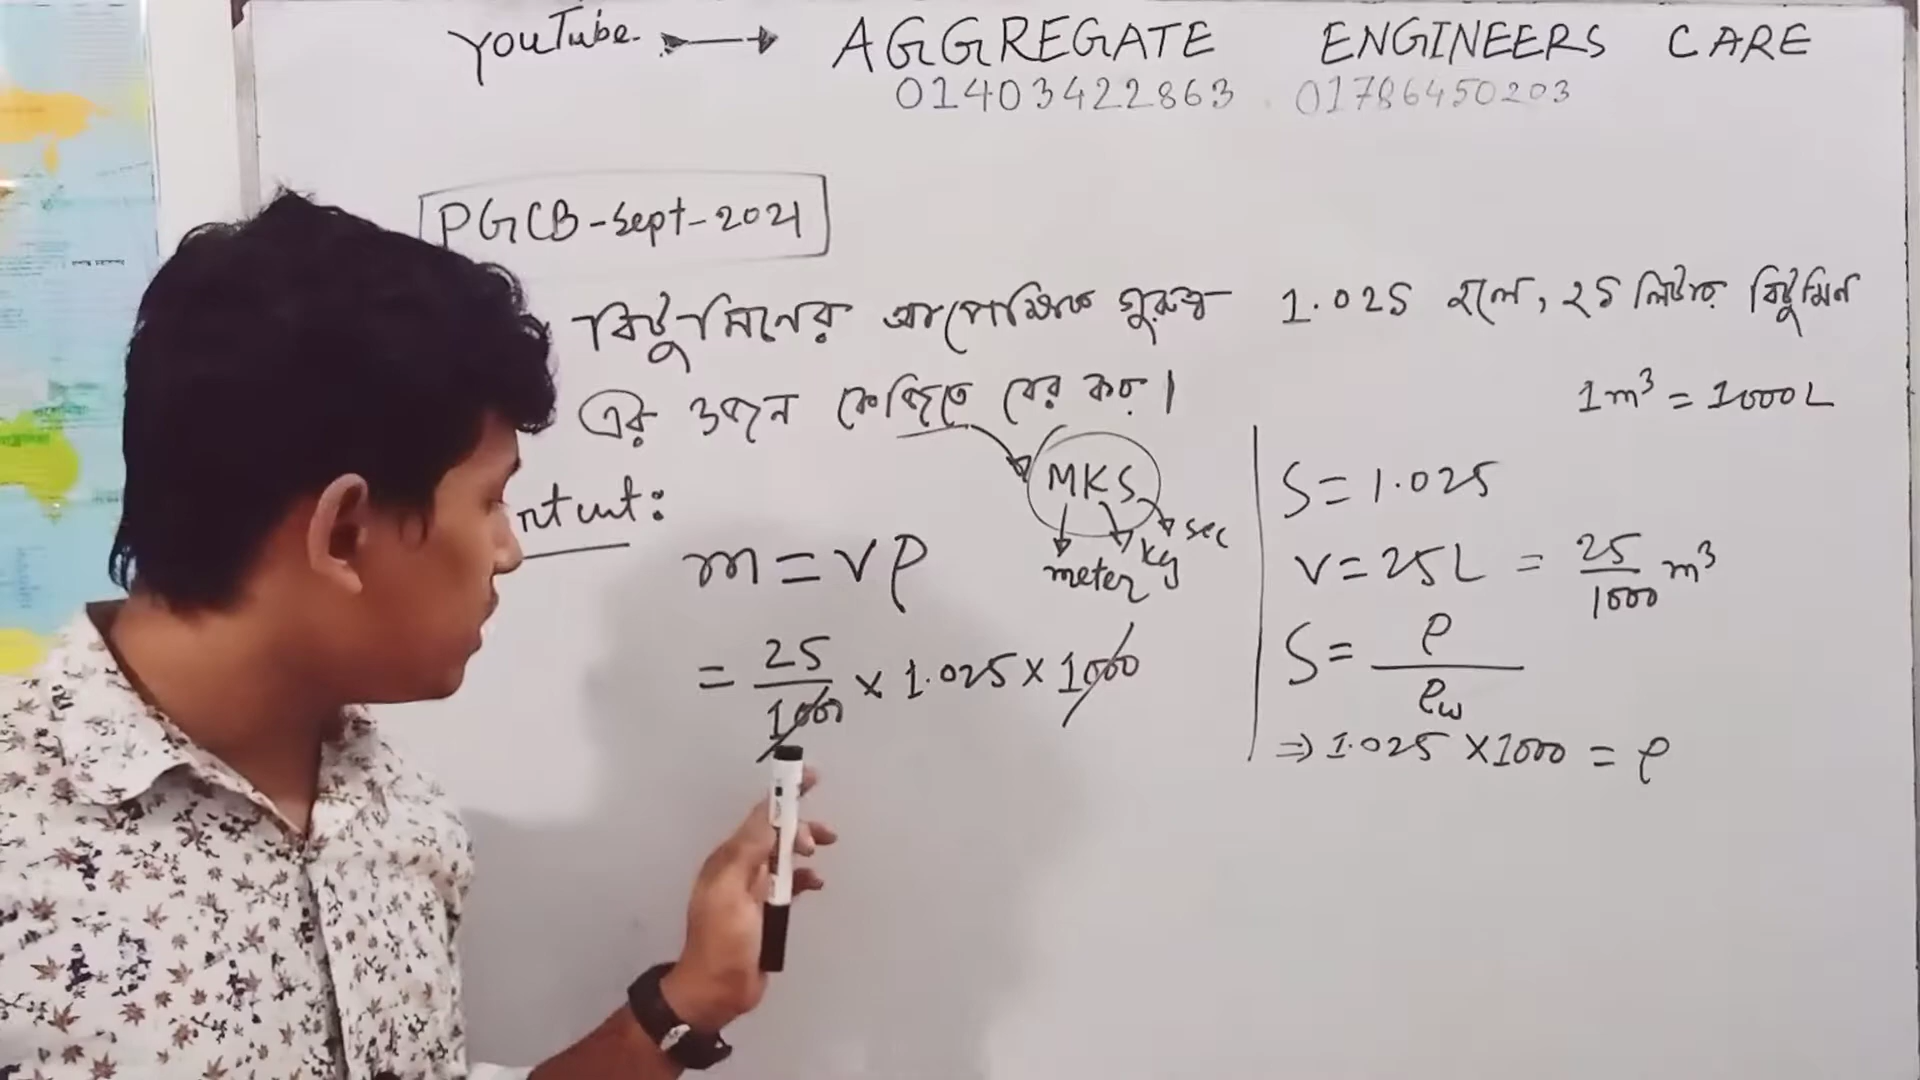 YouTube → AGGREGATE ENGINEERS CARE
01403422863 01786450203
PGCB-Sept-2021
বিটুমিনের আপেক্ষিক গুরুত্ব 1.025 হলে, ২৫ লিটার বিটুমিন
এর ওজন কেজিতে বের কর।
1m³ = 1000L
MKS
meter kg sec
m = vρ
= 25/1000 × 1.025 × 1000
S = 1.025
V = 25L = 25/1000 m³
S = ρ/ρw
⇒ 1.025 × 1000 = ρ